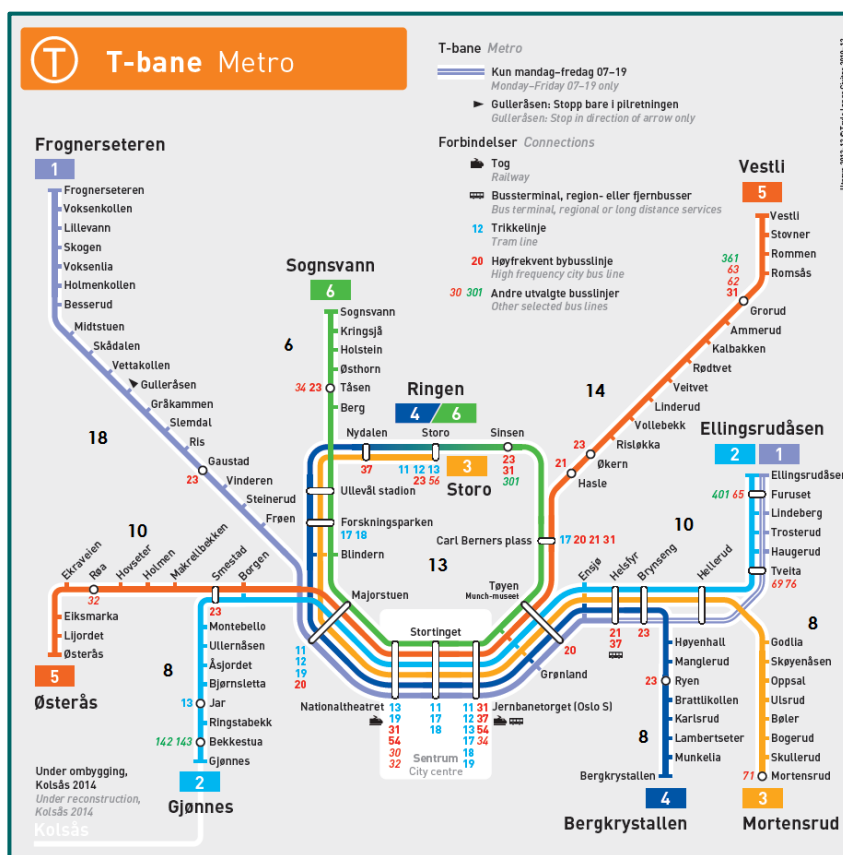 T-bane Metro
T-bane Metro
Kun mandag–fredag 07–19
Monday–Friday 07–19 only
Gulleråsen: Stopp bare i pilretningen
Gulleråsen: Stop in direction of arrow only
Forbindelser Connections
Tog
Railway
Bussterminal, region- eller fjernbusser
Bus terminal, regional or long distance services
12 Trikkelinje
Tram line
20 Høyfrekvent bybusslinje
High frequency city bus line
30 301 Andre utvalgte busslinjer
Other selected bus lines
Frognerseteren
1
Frognerseteren
Voksenkollen
Lillevann
Skogen
Voksenlia
Holmenkollen
Besserud
Midtstuen
Skådalen
Vettakollen
Gulleråsen
Gråkammen
Slemdal
Ris
Gaustad
23
Vinderen
Steinerud
Frøen
18
Sognsvann
6
Sognsvann
Kringsjå
Holstein
Østhorn
34 23 Tåsen
Berg
6
Ringen
4 6
Nydalen
37
Storo
11 12 13
23 56
3
Storo
Sinsen
23
31
301
Ullevål stadion
Forskningsparken
17 18
Blindern
13
Carl Berners plass
17 20 21 31
Tøyen
Munch-museet
Vestli
5
Vestli
Stovner
Rommen
Romsås
361
63
62
31
Grorud
Ammerud
Kalbakken
Rødtvet
Veitvet
Linderud
Vollebekk
Risløkka
23
Økern
21
Hasle
14
Ellingsrudåsen
2 1
Ellingsrudåsen
401 65 Furuset
Lindeberg
Trosterud
Haugerud
Tveita
69 76
10
Ensjø
Helsfyr
21
37
Brynseng
23
Hellerud
10
Ekraveien
Røa
32
Hovseter
Holmen
Makrellbekken
Smestad
23
Borgen
Eiksmarka
Lijordet
Østerås
5
Østerås
8
Montebello
Ullernåsen
Åsjordet
Bjørnsletta
13 Jar
Ringstabekk
142 143 Bekkestua
Gjønnes
2
Gjønnes
Under ombygging,
Kolsås 2014
Under reconstruction,
Kolsås 2014
Kolsås
Majorstuen
11
12
19
20
Stortinget
11
17
18
Nationaltheatret
13
19
31
54
30
32
Jernbanetorget (Oslo S)
11 31
12 37
13 54
17 34
18
19
Sentrum
City centre
Grønland
20
Høyenhall
Manglerud
23 Ryen
Brattlikollen
Karlsrud
Lambertseter
Munkelia
Bergkrystallen
8
4
Bergkrystallen
8
Godlia
Skøyenåsen
Oppsal
Ulsrud
Bøler
Bogerud
Skullerud
71 Mortensrud
3
Mortensrud